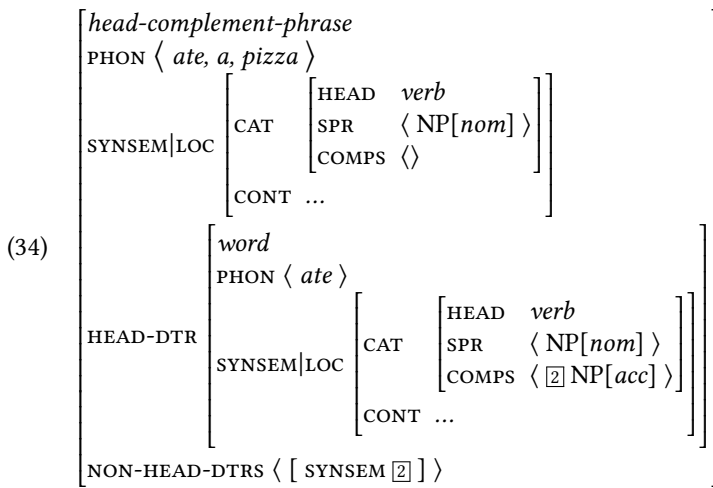 head-complement-phrase
PHON ⟨ ate, a, pizza ⟩
HEAD verb
CAT SPR ⟨ NP[nom] ⟩
SYNSEM|LOC COMPS ⟨⟩
CONT ...
(34)
word
PHON ⟨ ate ⟩
HEAD verb
HEAD-DTR CAT SPR ⟨ NP[nom] ⟩
SYNSEM|LOC COMPS ⟨ 2 NP[acc] ⟩
CONT ...
NON-HEAD-DTRS ⟨ [ SYNSEM 2 ] ⟩